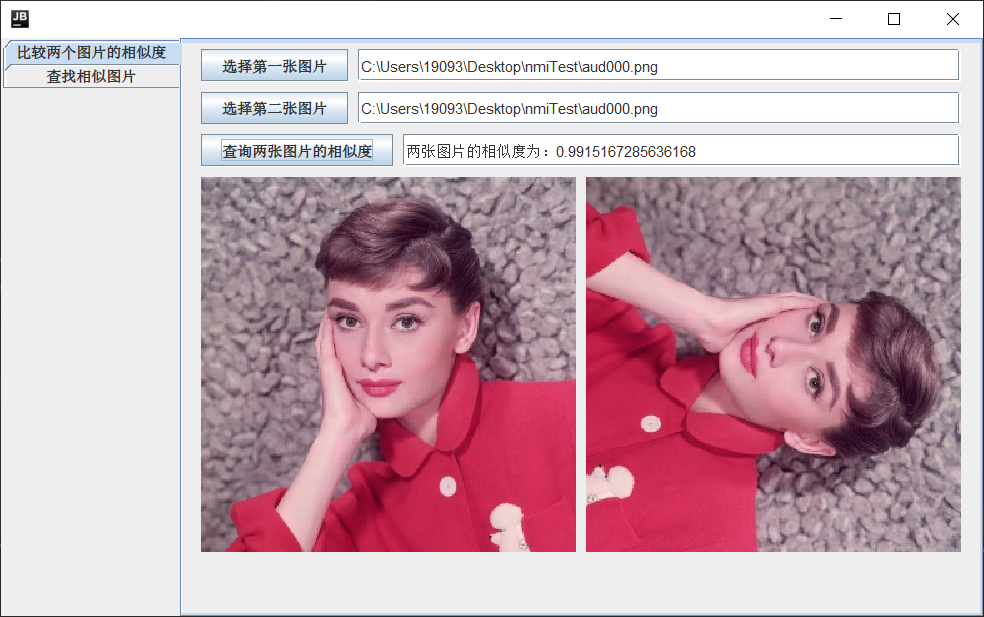 JB
比较两个图片的相似度
查找相似图片
选择第一张图片 C:\Users\19093\Desktop\nmiTest\aud000.png
选择第二张图片 C:\Users\19093\Desktop\nmiTest\aud000.png
查询两张图片的相似度 两张图片的相似度为：0.9915167285636168